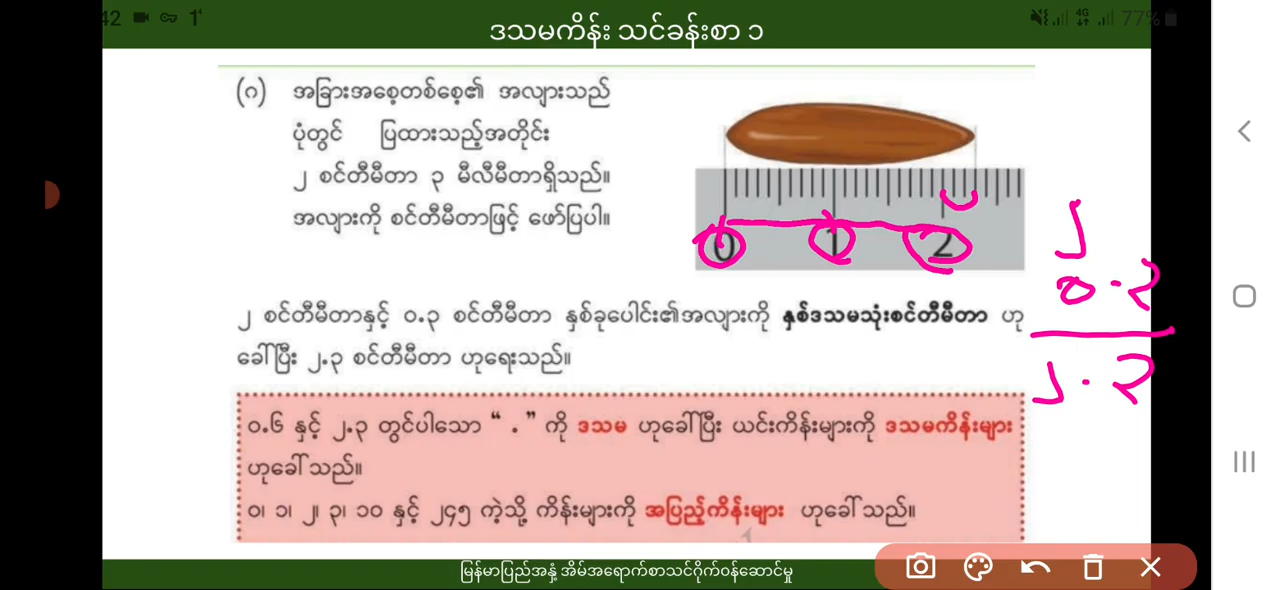 42
77%
ဒသမကိန်း သင်ခန်းစာ ၁
(ဂ) အခြားအစေ့တစ်စေ့၏ အလျားသည်
ပုံတွင် ပြထားသည့်အတိုင်း
၂ စင်တီမီတာ ၃ မီလီမီတာရှိသည်။
အလျားကို စင်တီမီတာဖြင့် ဖော်ပြပါ။
0 1 2
၂
၀.၃
၂.၃
၂ စင်တီမီတာနှင့် ၀.၃ စင်တီမီတာ နှစ်ခုပေါင်း၏အလျားကို နှစ်ဒသမသုံးစင်တီမီတာ ဟု
ခေါ်ပြီး ၂.၃ စင်တီမီတာ ဟုရေးသည်။
၀.၆ နှင့် ၂.၃ တွင်ပါသော “ . ” ကို ဒသမ ဟုခေါ်ပြီး ယင်းကိန်းများကို ဒသမကိန်းများ
ဟုခေါ်သည်။
၀၊ ၁၊ ၂၊ ၃၊ ၁၀ နှင့် ၂၄၅ ကဲ့သို့ ကိန်းများကို အပြည့်ကိန်းများ ဟုခေါ်သည်။
မြန်မာပြည်အနှံ့ အိမ်အရောက်စာသင်ဂိုက်ဝန်ဆောင်မှု